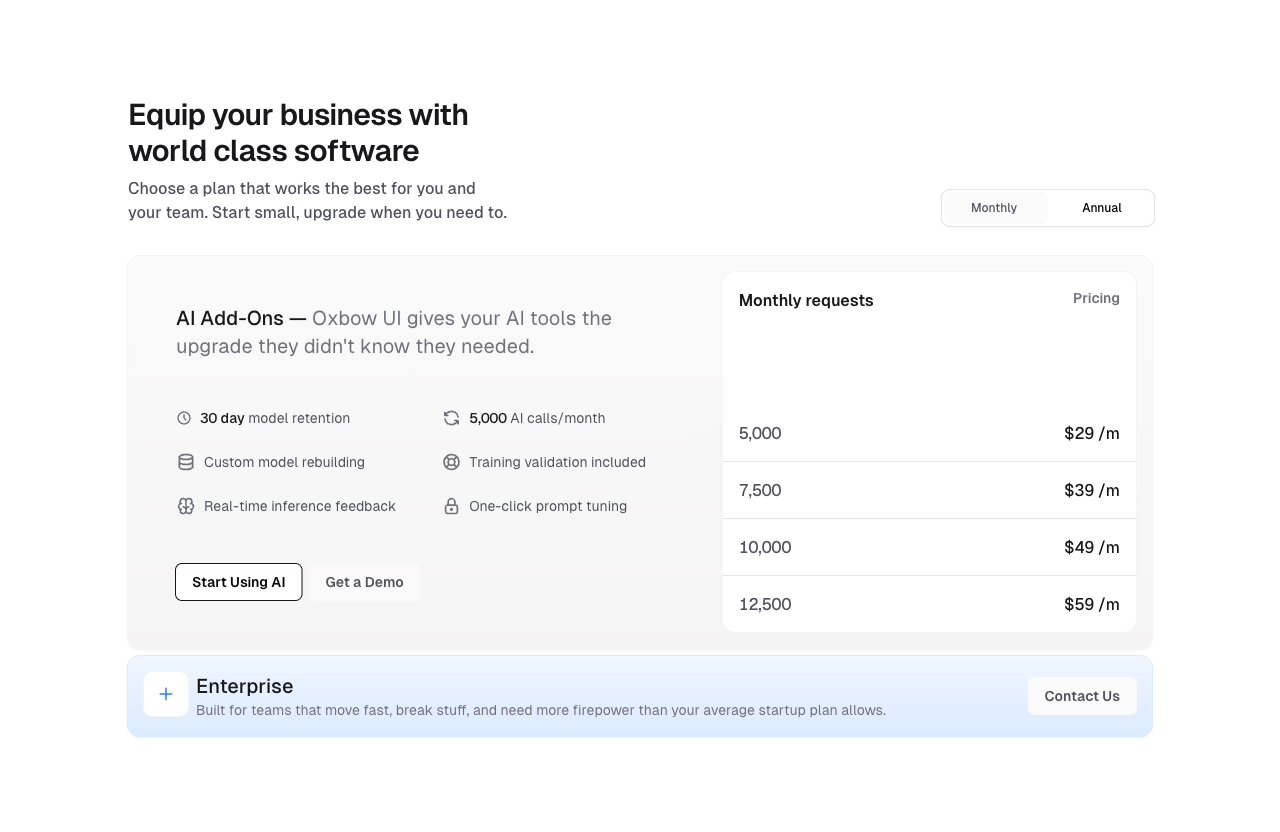 Equip your business with
world class software
Choose a plan that works the best for you and
your team. Start small, upgrade when you need to.
Monthly
Annual
AI Add-Ons — Oxbow UI gives your AI tools the
upgrade they didn't know they needed.
30 day model retention
5,000 AI calls/month
Custom model rebuilding
Training validation included
Real-time inference feedback
One-click prompt tuning
Start Using AI
Get a Demo
Monthly requests
Pricing
5,000
$29 /m
7,500
$39 /m
10,000
$49 /m
12,500
$59 /m
Enterprise
Built for teams that move fast, break stuff, and need more firepower than your average startup plan allows.
Contact Us